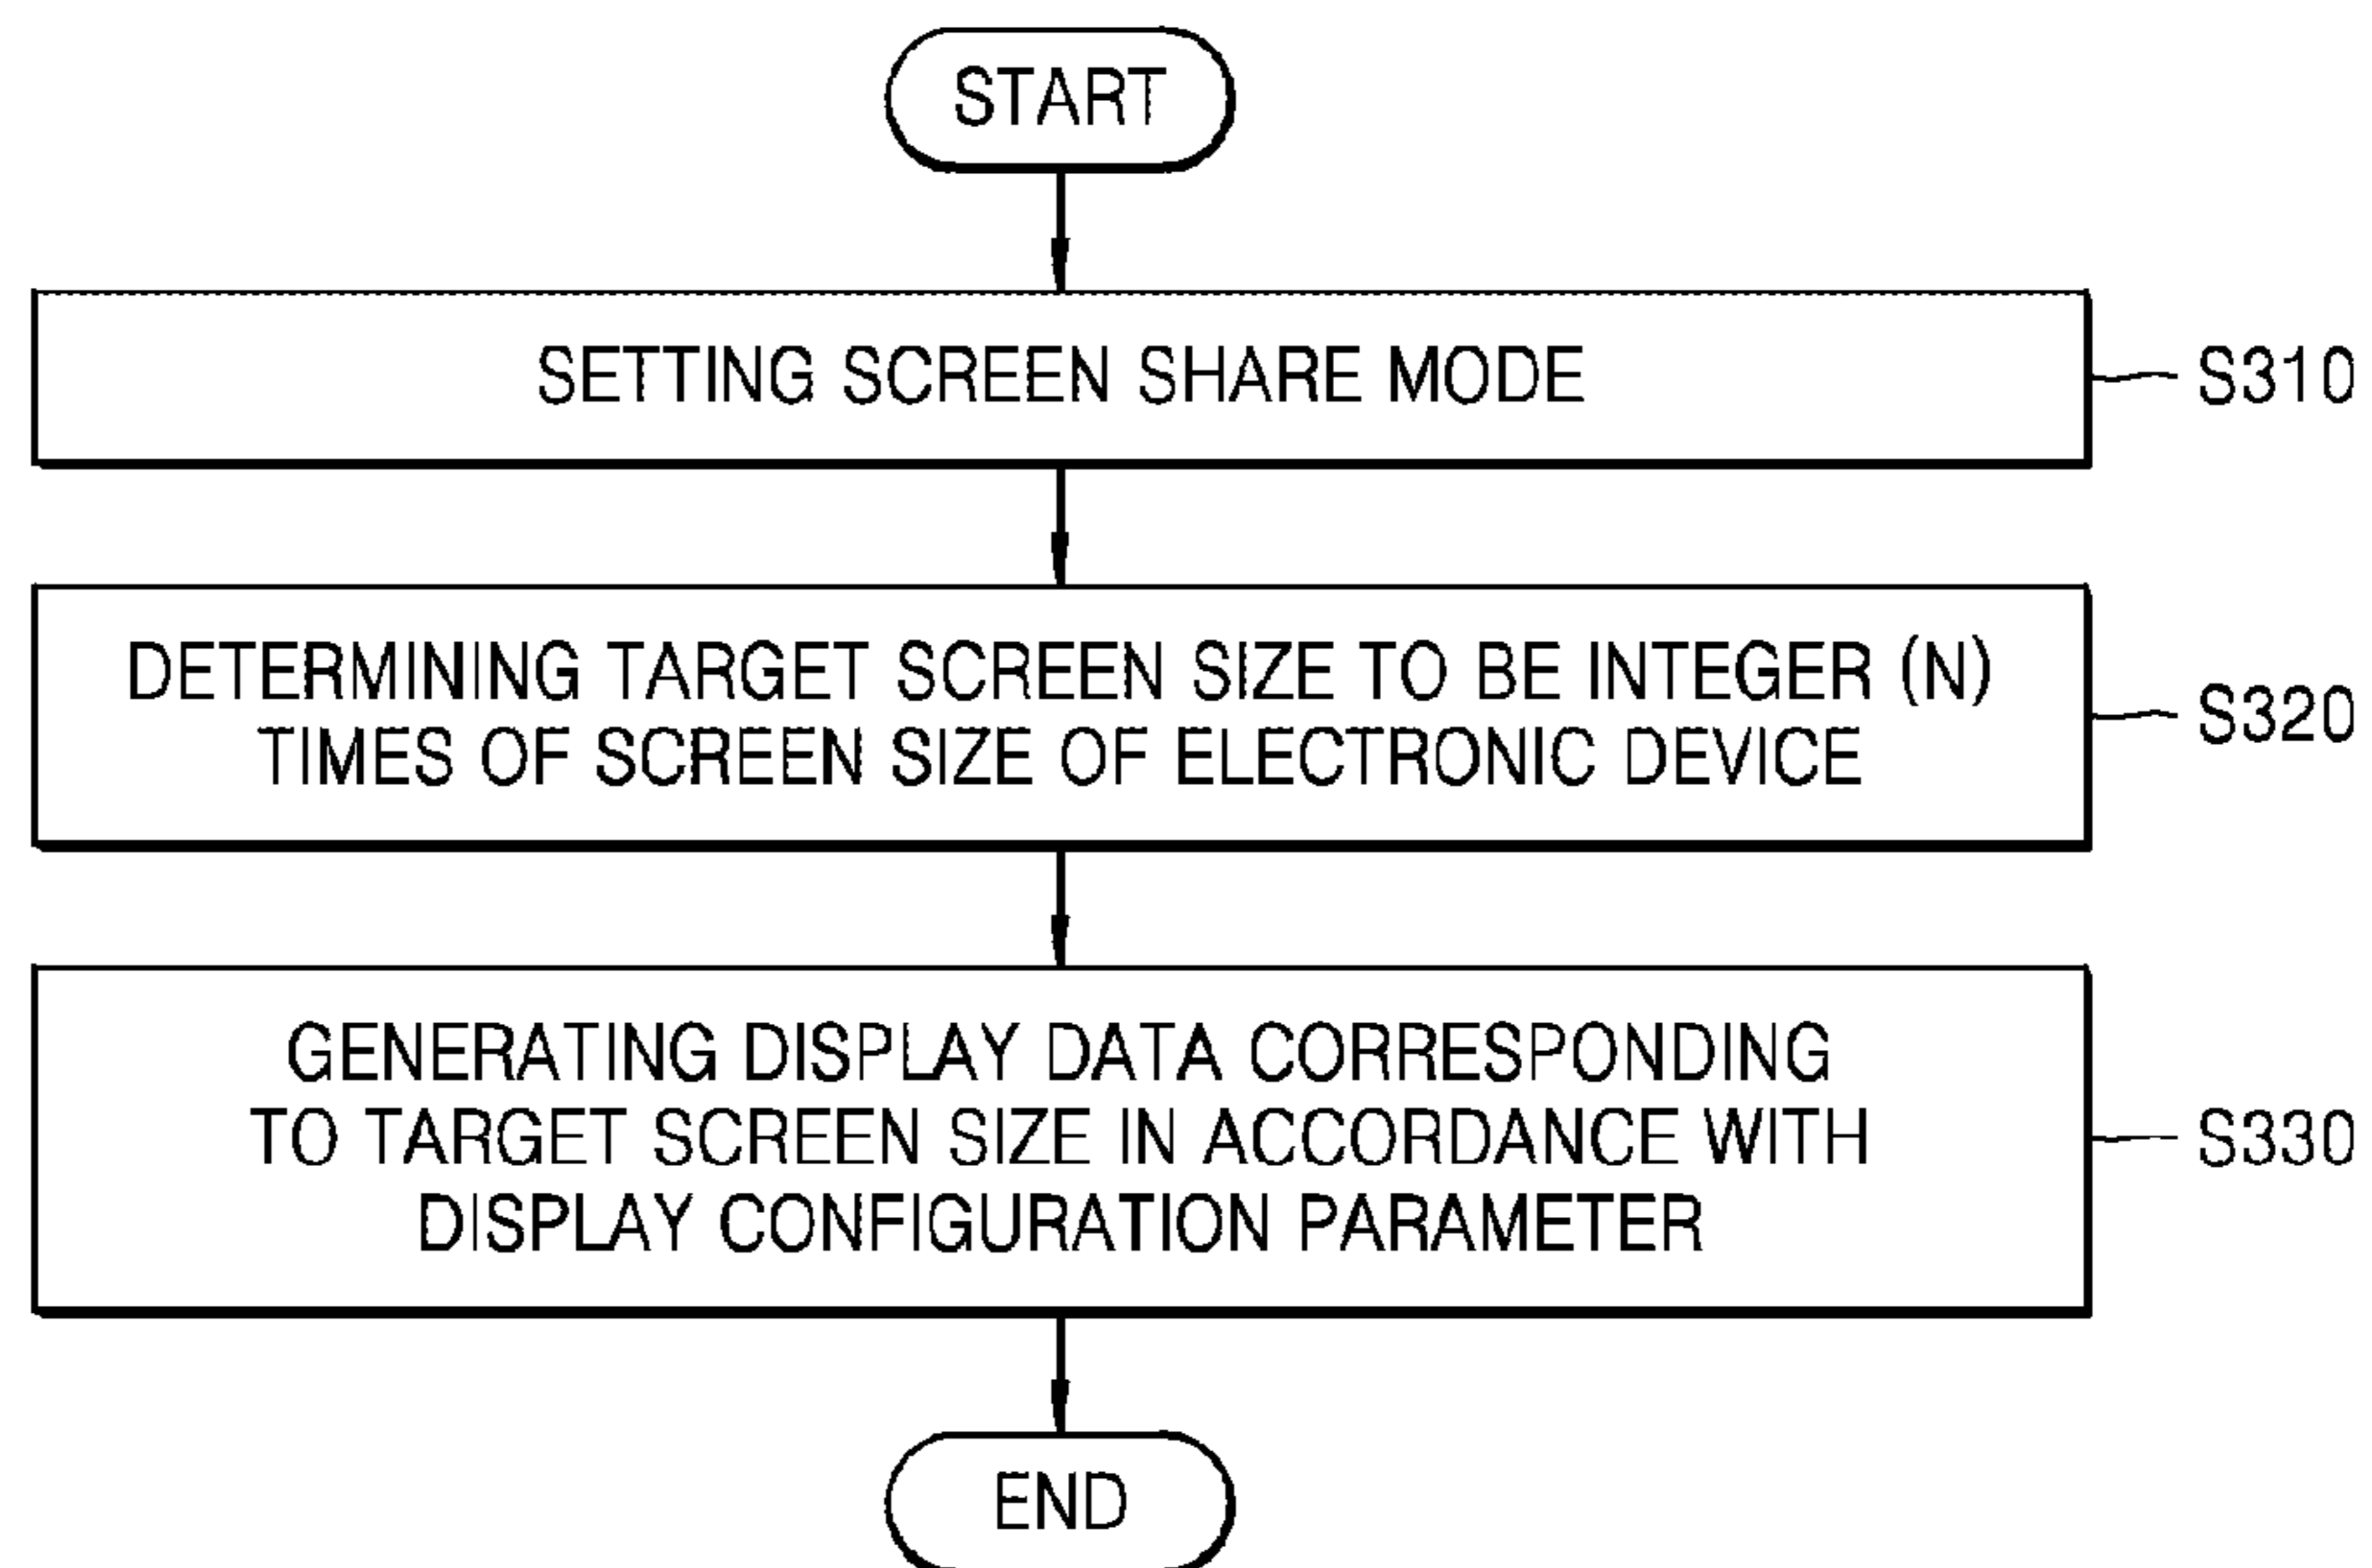 START
SETTING SCREEN SHARE MODE
S310
DETERMINING TARGET SCREEN SIZE TO BE INTEGER (N)
TIMES OF SCREEN SIZE OF ELECTRONIC DEVICE
S320
GENERATING DISPLAY DATA CORRESPONDING
TO TARGET SCREEN SIZE IN ACCORDANCE WITH
DISPLAY CONFIGURATION PARAMETER
S330
END